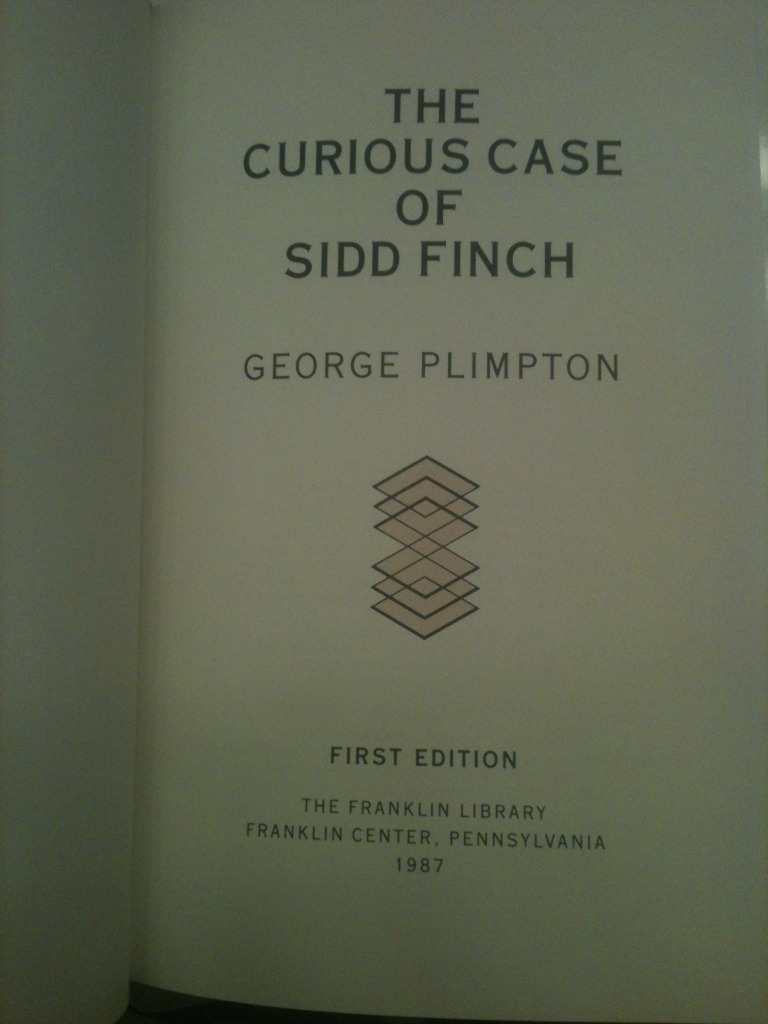 THE
CURIOUS CASE
OF
SIDD FINCH
GEORGE PLIMPTON
FIRST EDITION
THE FRANKLIN LIBRARY
FRANKLIN CENTER, PENNSYLVANIA
1987